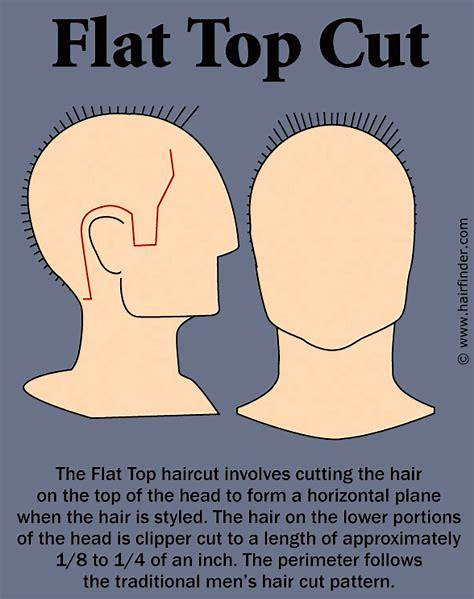 Flat Top Cut
© www.hairfinder.com
The Flat Top haircut involves cutting the hair
on the top of the head to form a horizontal plane
when the hair is styled. The hair on the lower portions
of the head is clipper cut to a length of approximately
1/8 to 1/4 of an inch. The perimeter follows
the traditional men's hair cut pattern.